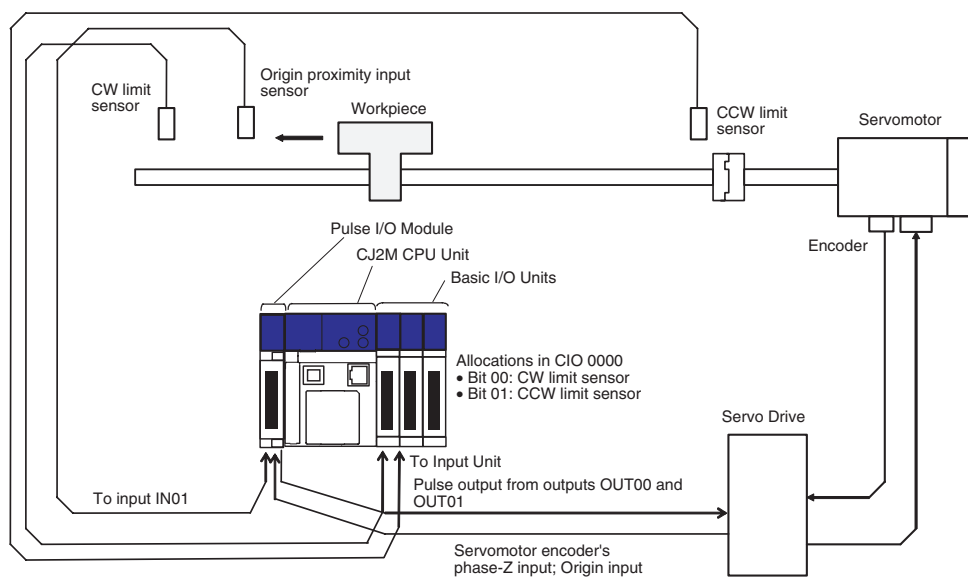 CW limit
sensor
Origin proximity input
sensor
Workpiece
CCW limit
sensor
Servomotor
Pulse I/O Module
CJ2M CPU Unit
Basic I/O Units
Encoder
Allocations in CIO 0000
• Bit 00: CW limit sensor
• Bit 01: CCW limit sensor
Servo Drive
To Input Unit
To input IN01
Pulse output from outputs OUT00 and
OUT01
Servomotor encoder's
phase-Z input; Origin input